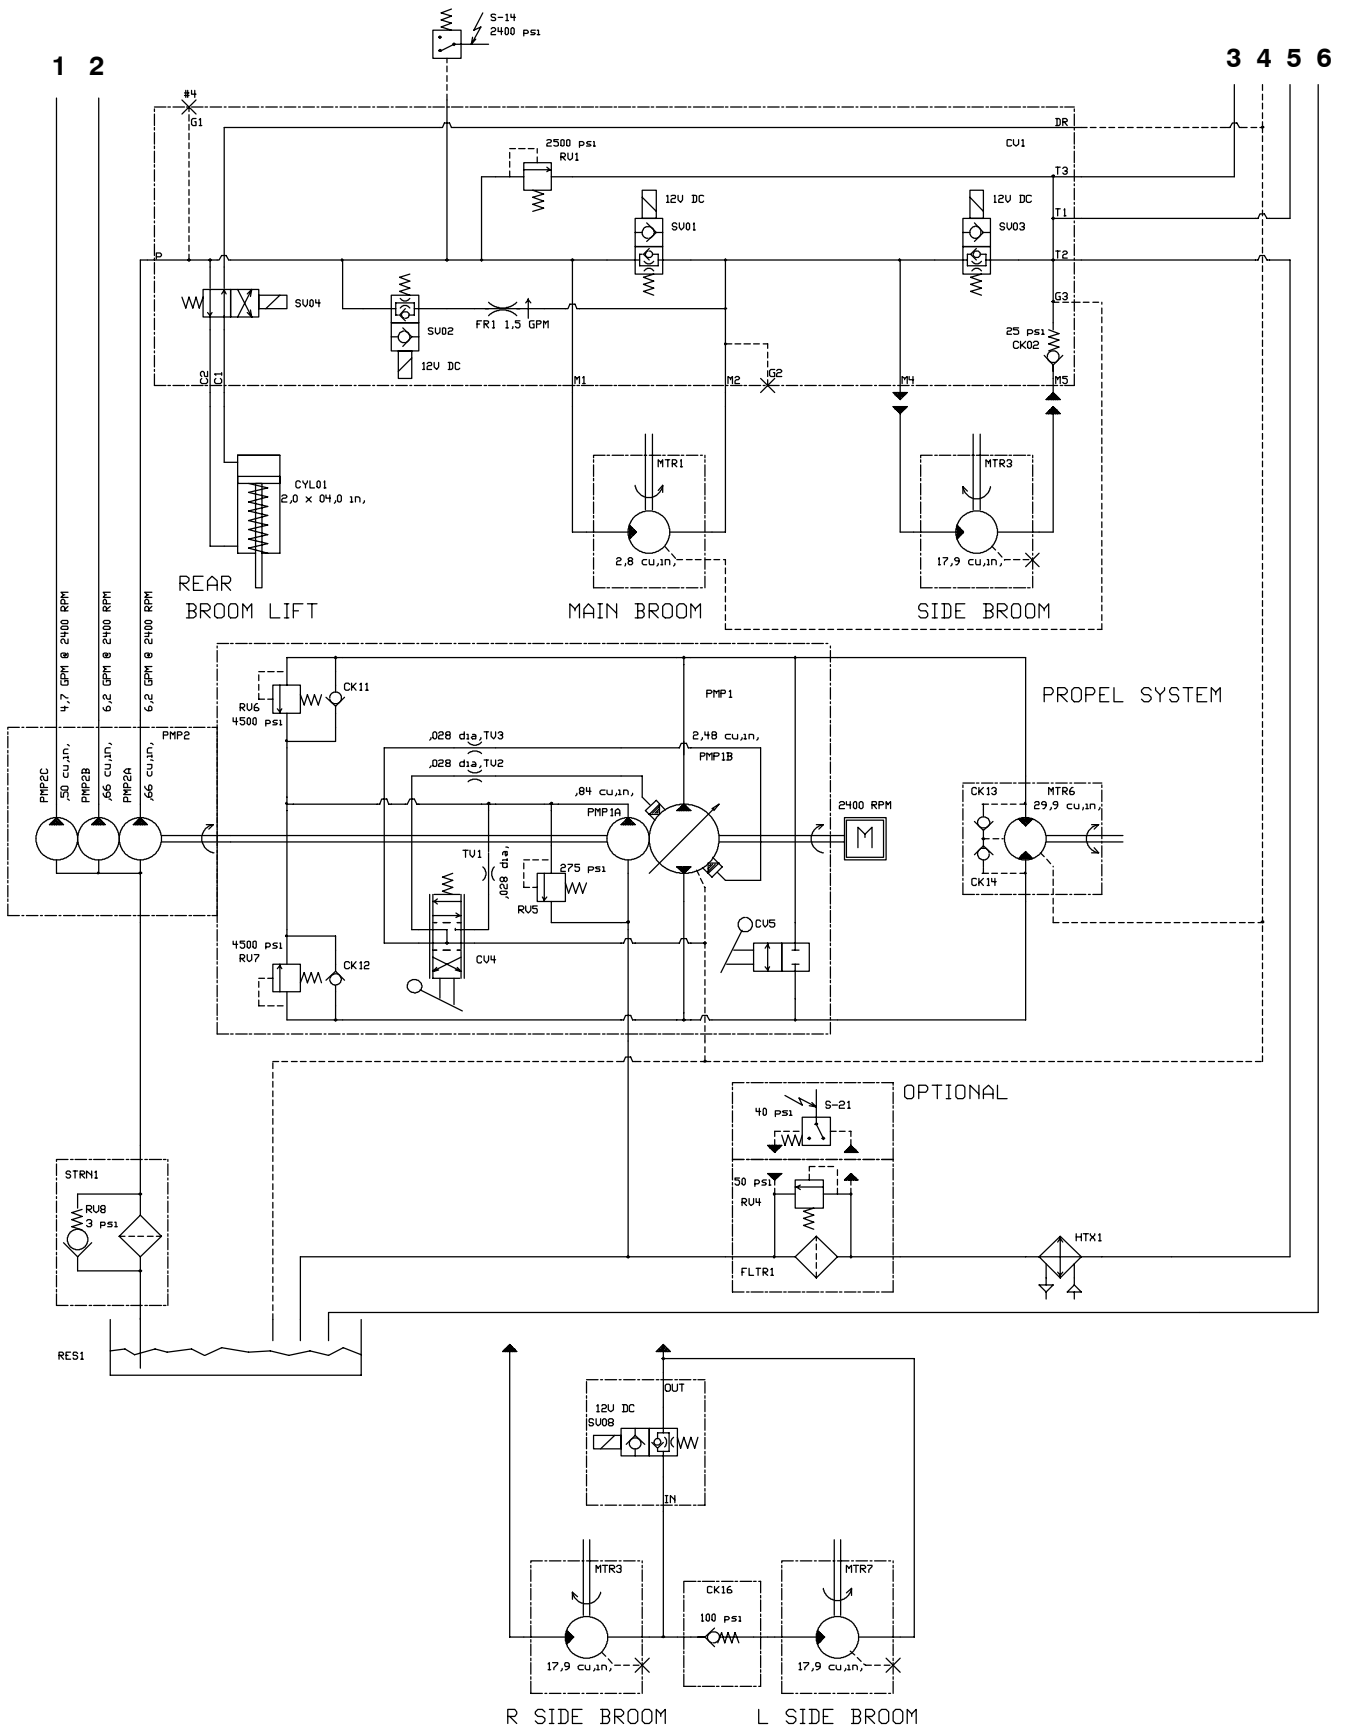 S-14
2400 psi
1 2
3 4 5 6
#4
G1
DR
CV1
2500 psi
RV1
T3
12V DC
12V DC
T1
SV01
SV03
P
T2
SV04
G3
FR1 1,5 GPM
SV02
25 psi
CK02
12V DC
C2
C1
M1
M2
G2
M4
M5
MTR1
MTR3
CYL01
2,0 x 04,0 in,
2,8 cu,in,
17,9 cu,in,
REAR
BROOM LIFT
MAIN BROOM
SIDE BROOM
4,7 GPM @ 2400 RPM
6,2 GPM @ 2400 RPM
6,2 GPM @ 2400 RPM
CK11
RV6
4500 psi
PMP1
PROPEL SYSTEM
PMP2
,028 dia,TV3
2,48 cu,in,
PMP1B
,028 dia,TV2
PMP2C
,50 cu,in,
PMP2B
,66 cu,in,
PMP2A
,66 cu,in,
,84 cu,in,
PMP1A
2400 RPM
M
CK13
MTR6
29,9 cu,in,
TV1
,028 dia,
275 psi
RV5
CK14
CV5
4500 psi
RV7
CK12
CV4
OPTIONAL
40 psi
S-21
STRN1
50 psi
RV4
RV8
3 psi
HTX1
FLTR1
RES1
OUT
12V DC
SV08
IN
MTR3
MTR7
CK16
100 psi
17,9 cu,in,
17,9 cu,in,
R SIDE BROOM
L SIDE BROOM